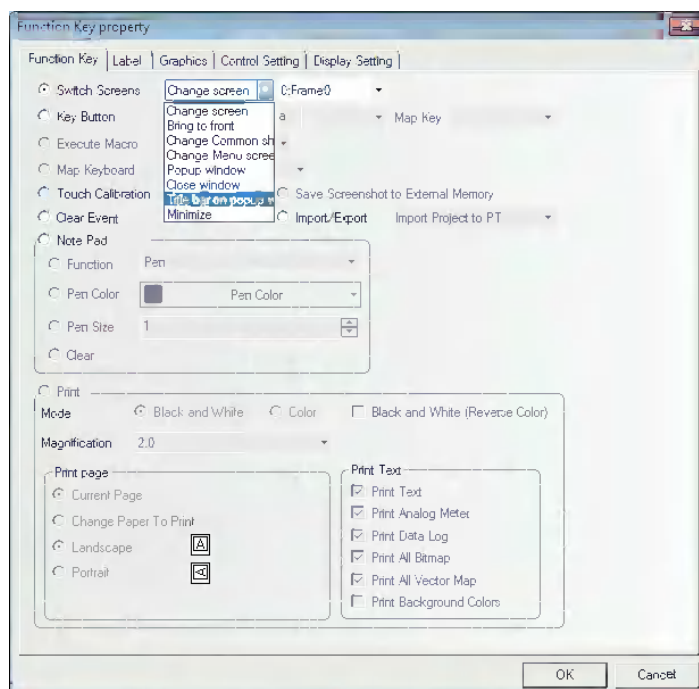 Function Key property
Function Key Label Graphics Control Setting Display Setting
Switch Screens Change screen 0:Frame0
Key Button a Map Key
Change screen
Bring to front
Execute Macro Change Common sh
Change Menu scree
Map Keyboard Popup window
Close window
Touch Calibration Title bar on popup w Save Screenshot to External Memory
Clear Event Minimize Import/Export Import Project to PT
Note Pad
Function Pen
Pen Color Pen Color
Pen Size 1
Clear
Print
Mode Black and White Color Black and White (Reverse Color)
Magnification 2.0
Print page Print Text
Current Page Print Text
Change Paper To Print Print Analog Meter
Landscape A Print Data Log
Portrait A Print All Bitmap
Print All Vector Map
Print Background Colors
OK Cancel